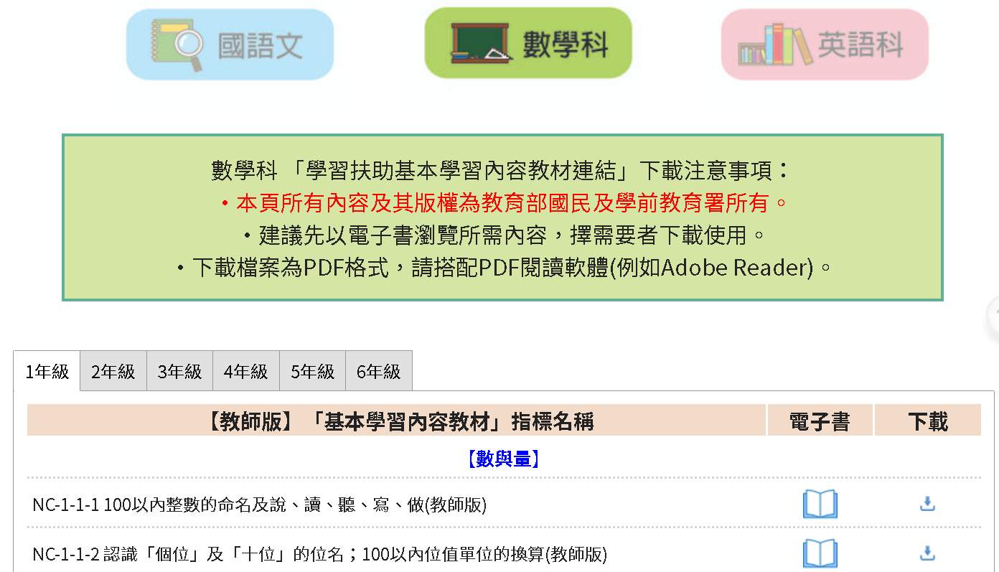 國語文
數學科
英語科
數學科 「學習扶助基本學習內容教材連結」下載注意事項：
•本頁所有內容及其版權為教育部國民及學前教育署所有。
•建議先以電子書瀏覽所需內容，擇需要者下載使用。
•下載檔案為PDF格式，請搭配PDF閱讀軟體(例如Adobe Reader)。
1年級 2年級 3年級 4年級 5年級 6年級
【教師版】「基本學習內容教材」指標名稱 電子書 下載
【數與量】
NC-1-1-1 100以內整數的命名及說、讀、聽、寫、做(教師版)
NC-1-1-2 認識「個位」及「十位」的位名；100以內位值單位的換算(教師版)